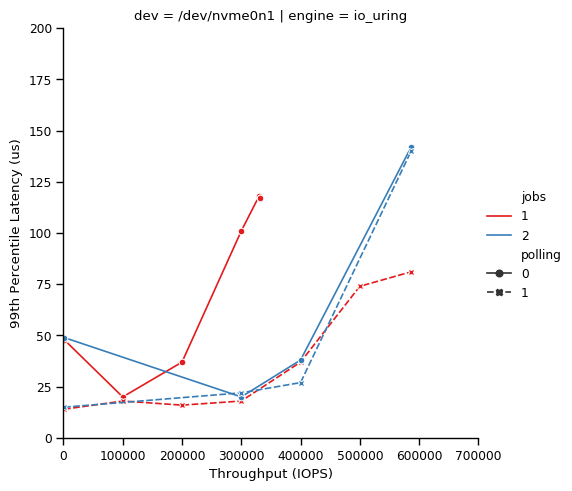 dev = /dev/nvme0n1 | engine = io_uring
200
175
150
125
100
75
50
25
0
99th Percentile Latency (us)
0 100000 200000 300000 400000 500000 600000 700000
Throughput (IOPS)
jobs
1
2
polling
0
1